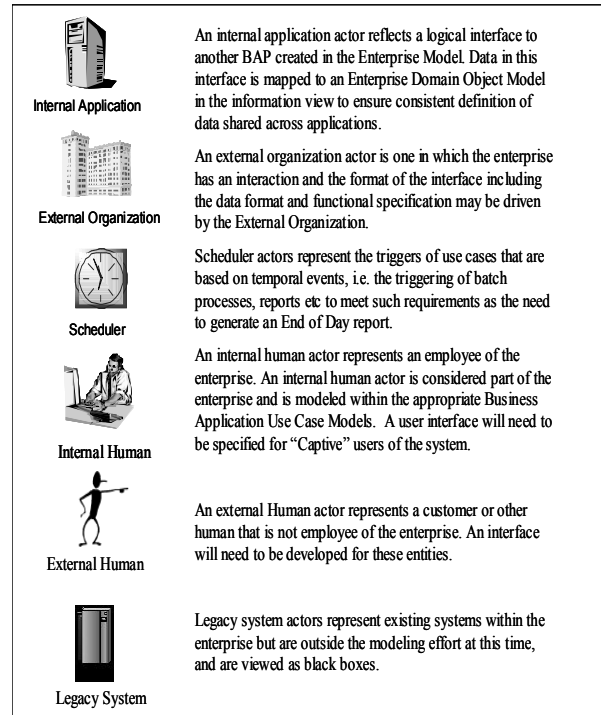 An internal application actor reflects a logical interface to
another BAP created in the Enterprise Model. Data in this
interface is mapped to an Enterprise Domain Object Model
in the information view to ensure consistent definition of
data shared across applications.
Internal Application
An external organization actor is one in which the enterprise
has an interaction and the format of the interface including
the data format and functional specification may be driven
by the External Organization.
External Organization
Scheduler actors represent the triggers of use cases that are
based on temporal events, i.e. the triggering of batch
processes, reports etc to meet such requirements as the need
to generate an End of Day report.
Scheduler
An internal human actor represents an employee of the
enterprise. An internal human actor is considered part of the
enterprise and is modeled within the appropriate Business
Application Use Case Models. A user interface will need to
be specified for “Captive” users of the system.
Internal Human
An external Human actor represents a customer or other
human that is not employee of the enterprise. An interface
will need to be developed for these entities.
External Human
Legacy system actors represent existing systems within the
enterprise but are outside the modeling effort at this time,
and are viewed as black boxes.
Legacy System